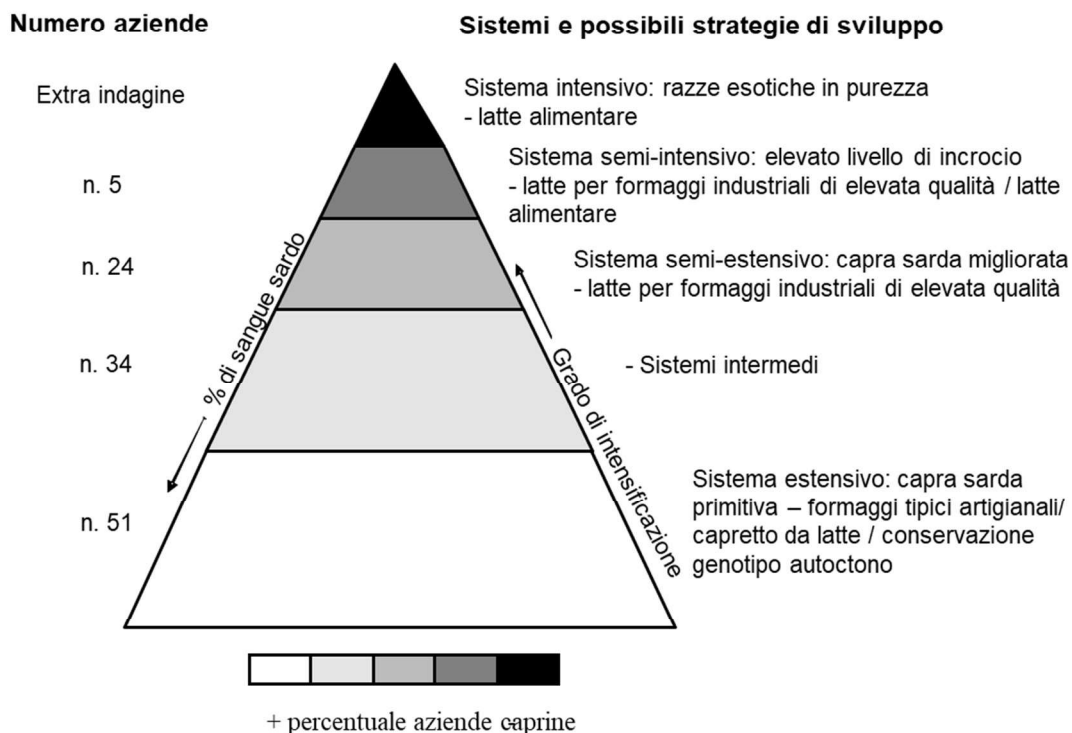 Numero aziende
Sistemi e possibili strategie di sviluppo
Extra indagine
Sistema intensivo: razze esotiche in purezza
- latte alimentare
n. 5
Sistema semi-intensivo: elevato livello di incrocio
- latte per formaggi industriali di elevata qualità / latte
alimentare
n. 24
Sistema semi-estensivo: capra sarda migliorata
- latte per formaggi industriali di elevata qualità
% di sangue sardo
Grado di intensificazione
n. 34
- Sistemi intermedi
n. 51
Sistema estensivo: capra sarda
primitiva – formaggi tipici artigianali/
capretto da latte / conservazione
genotipo autoctono
+ percentuale aziende caprine -